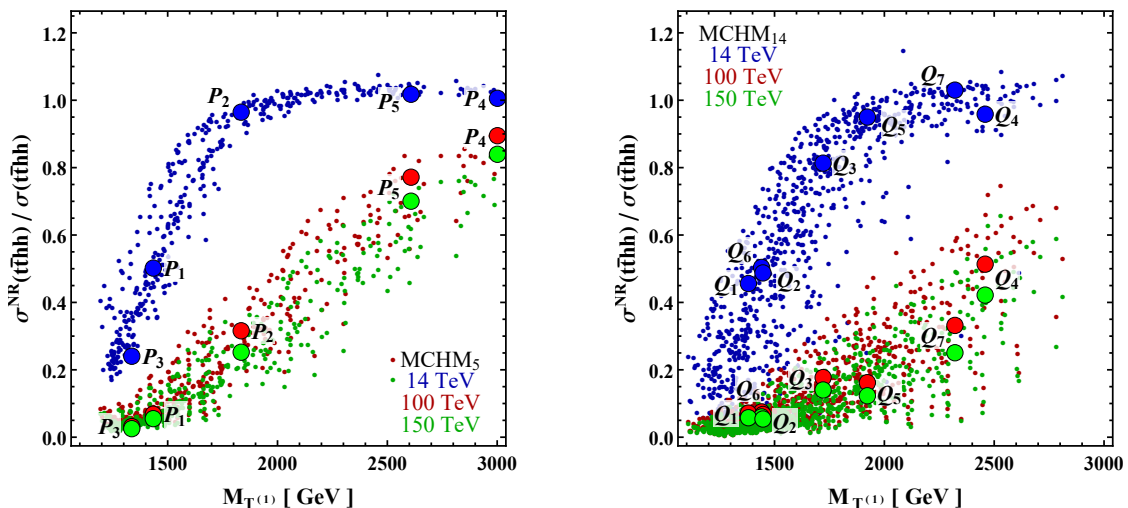 σᴺᴿ(tt̄hh) / σ(tt̄hh)
1.2
1.0
0.8
0.6
0.4
0.2
0.0
P₂
P₅
P₄
P₄
P₅
P₁
P₃
P₂
P₃
P₁
MCHM₅
14 TeV
100 TeV
150 TeV
1500
2000
2500
3000
M_T⁽¹⁾ [ GeV ]
σᴺᴿ(tt̄hh) / σ(tt̄hh)
1.2
1.0
0.8
0.6
0.4
0.2
0.0
MCHM₁₄
14 TeV
100 TeV
150 TeV
Q₇
Q₅
Q₄
Q₃
Q₆
Q₁
Q₂
Q₄
Q₇
Q₃
Q₆
Q₅
Q₁
Q₂
1500
2000
2500
3000
M_T⁽¹⁾ [ GeV ]